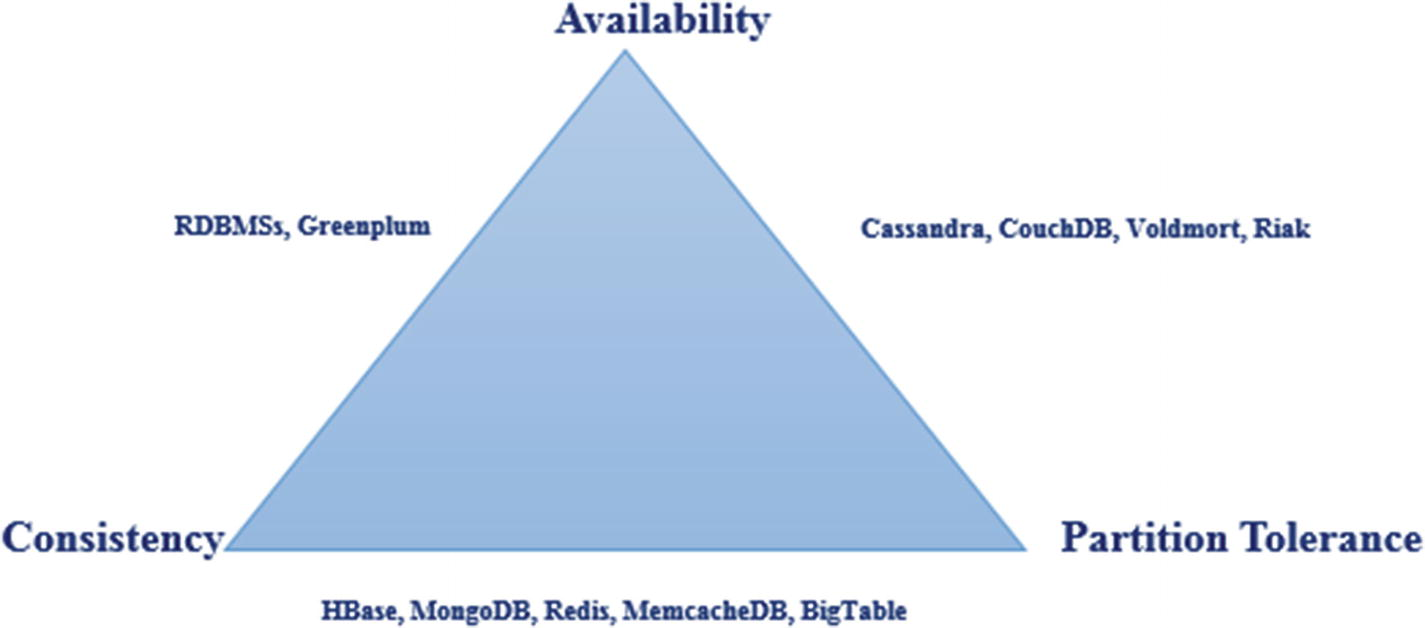 Availability
RDBMSs, Greenplum
Cassandra, CouchDB, Voldmort, Riak
Consistency
Partition Tolerance
HBase, MongoDB, Redis, MemcacheDB, BigTable